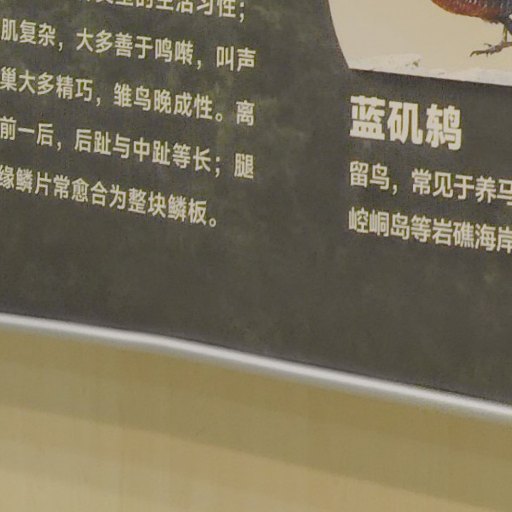 的生活习性；
肌复杂，大多善于鸣啭，叫声
巢大多精巧，雏鸟晚成性。离
前一后，后趾与中趾等长；腿
缘鳞片常愈合为整块鳞板。
蓝矶鸫
留鸟，常见于养马
崆峒岛等岩礁海岸